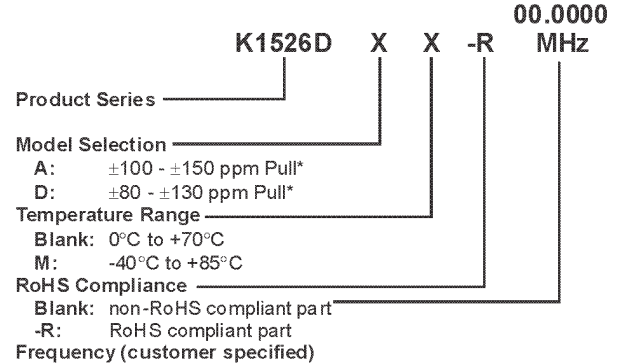 00.0000
K1526D X X -R MHz
Product Series
Model Selection
A: ±100 - ±150 ppm Pull*
D: ±80 - ±130 ppm Pull*
Temperature Range
Blank: 0°C to +70°C
M: -40°C to +85°C
RoHS Compliance
Blank: non-RoHS compliant part
-R: RoHS compliant part
Frequency (customer specified)